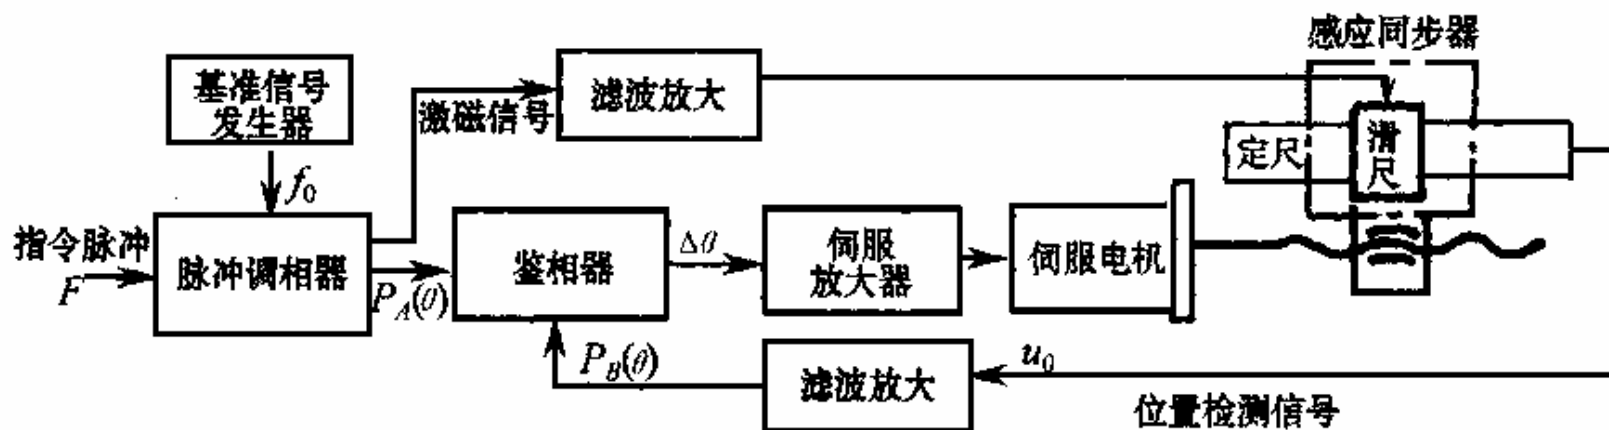 感应同步器
基准信号
发生器
滤波放大
激磁信号
定尺
滑尺
f₀
指令脉冲
F
脉冲调相器
P_A(θ)
鉴相器
Δθ
伺服
放大器
伺服电机
P_B(θ)
滤波放大
u₀
位置检测信号